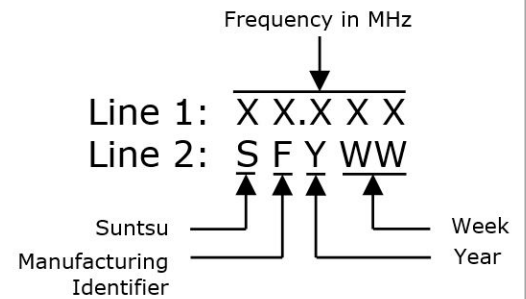 Frequency in MHz
Line 1: X X.X X X
Line 2: S F Y WW
Suntsu
Week
Manufacturing
Identifier
Year